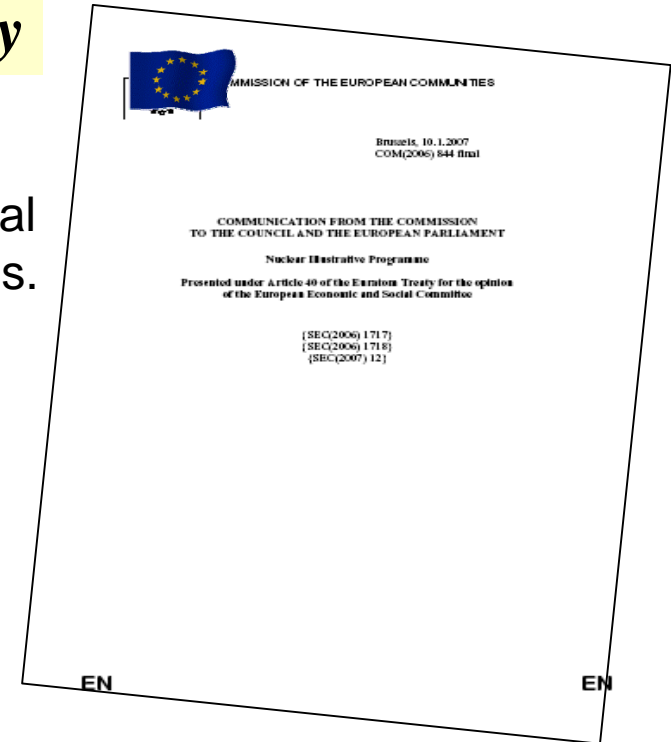 y
al
s.
MMISSION OF THE EUROPEAN COMMUNITIES
Brussels, 10.1.2007
COM(2006) 844 final
COMMUNICATION FROM THE COMMISSION
TO THE COUNCIL AND THE EUROPEAN PARLIAMENT
Nuclear Illustrative Programme
Presented under Article 40 of the Euratom Treaty for the opinion
of the European Economic and Social Committee
{SEC(2006) 1717}
{SEC(2006) 1718}
{SEC(2007) 12}
EN EN